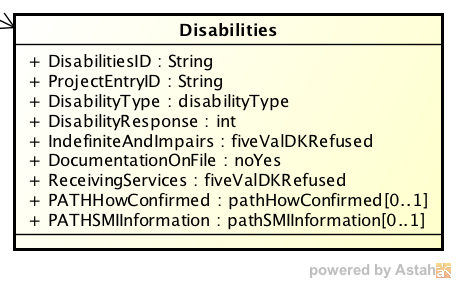 Disabilities
+ DisabilitiesID : String
+ ProjectEntryID : String
+ DisabilityType : disabilityType
+ DisabilityResponse : int
+ IndefiniteAndImpairs : fiveValDKRefused
+ DocumentationOnFile : noYes
+ ReceivingServices : fiveValDKRefused
+ PATHHowConfirmed : pathHowConfirmed[0..1]
+ PATHSMIInformation : pathSMIInformation[0..1]
powered by Astah